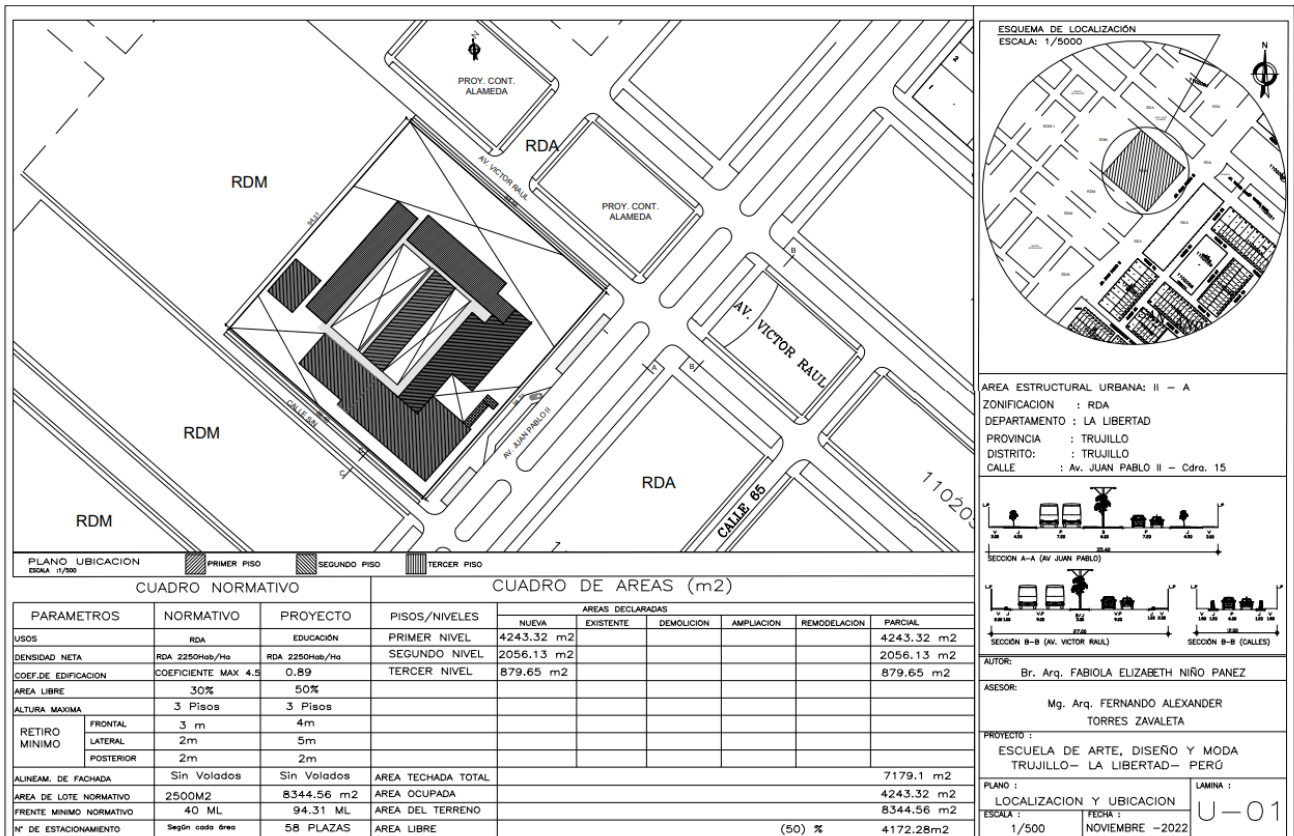 PROY. CONT.
ALAMEDA
N
RDA
AV. VICTOR RAUL
RDM
PROY. CONT.
ALAMEDA
94.51
B
AV. VICTOR RAUL
A
B
CALLE S/N
AV. JUAN PABLO II
RDM
C
RDA
CALLE 65
RDM
PLANO UBICACION
ESCALA :1/500
PRIMER PISO
SEGUNDO PISO
TERCER PISO
CUADRO NORMATIVO
PARAMETROS NORMATIVO PROYECTO
USOS RDA EDUCACIÓN
DENSIDAD NETA RDA 2250Hab/Ha RDA 2250Hab/Ha
COEF.DE EDIFICACION COEFICIENTE MAX 4.5 0.89
AREA LIBRE 30% 50%
ALTURA MAXIMA 3 Pisos 3 Pisos
RETIRO MINIMO
FRONTAL 3 m 4m
LATERAL 2m 5m
POSTERIOR 2m 2m
ALINEAM. DE FACHADA Sin Volados Sin Volados
AREA DE LOTE NORMATIVO 2500M2 8344.56 m2
FRENTE MINIMO NORMATIVO 40 ML 94.31 ML
N° DE ESTACIONAMIENTO Según cada área 58 PLAZAS
CUADRO DE AREAS (m2)
PISOS/NIVELES AREAS DECLARADAS
NUEVA EXISTENTE DEMOLICION AMPLIACION REMODELACION PARCIAL
PRIMER NIVEL 4243.32 m2 4243.32 m2
SEGUNDO NIVEL 2056.13 m2 2056.13 m2
TERCER NIVEL 879.65 m2 879.65 m2
AREA TECHADA TOTAL 7179.1 m2
AREA OCUPADA 4243.32 m2
AREA DEL TERRENO 8344.56 m2
AREA LIBRE (50) % 4172.28m2
ESQUEMA DE LOCALIZACIÓN
ESCALA: 1/5000
N
AREA ESTRUCTURAL URBANA: II - A
ZONIFICACION : RDA
DEPARTAMENTO : LA LIBERTAD
PROVINCIA : TRUJILLO
DISTRITO: : TRUJILLO
CALLE : Av. JUAN PABLO II - Cdra. 15
SECCION A-A (AV JUAN PABLO)
27.00
12.00
SECCIÓN B-B (AV. VICTOR RAUL)
SECCIÓN B-B (CALLES)
AUTOR:
Br. Arq. FABIOLA ELIZABETH NIÑO PANEZ
ASESOR:
Mg. Arq. FERNANDO ALEXANDER
TORRES ZAVALETA
PROYECTO :
ESCUELA DE ARTE, DISEÑO Y MODA
TRUJILLO- LA LIBERTAD- PERÚ
PLANO :
LOCALIZACION Y UBICACION
LAMINA :
U-01
ESCALA :
1/500
FECHA :
NOVIEMBRE -2022